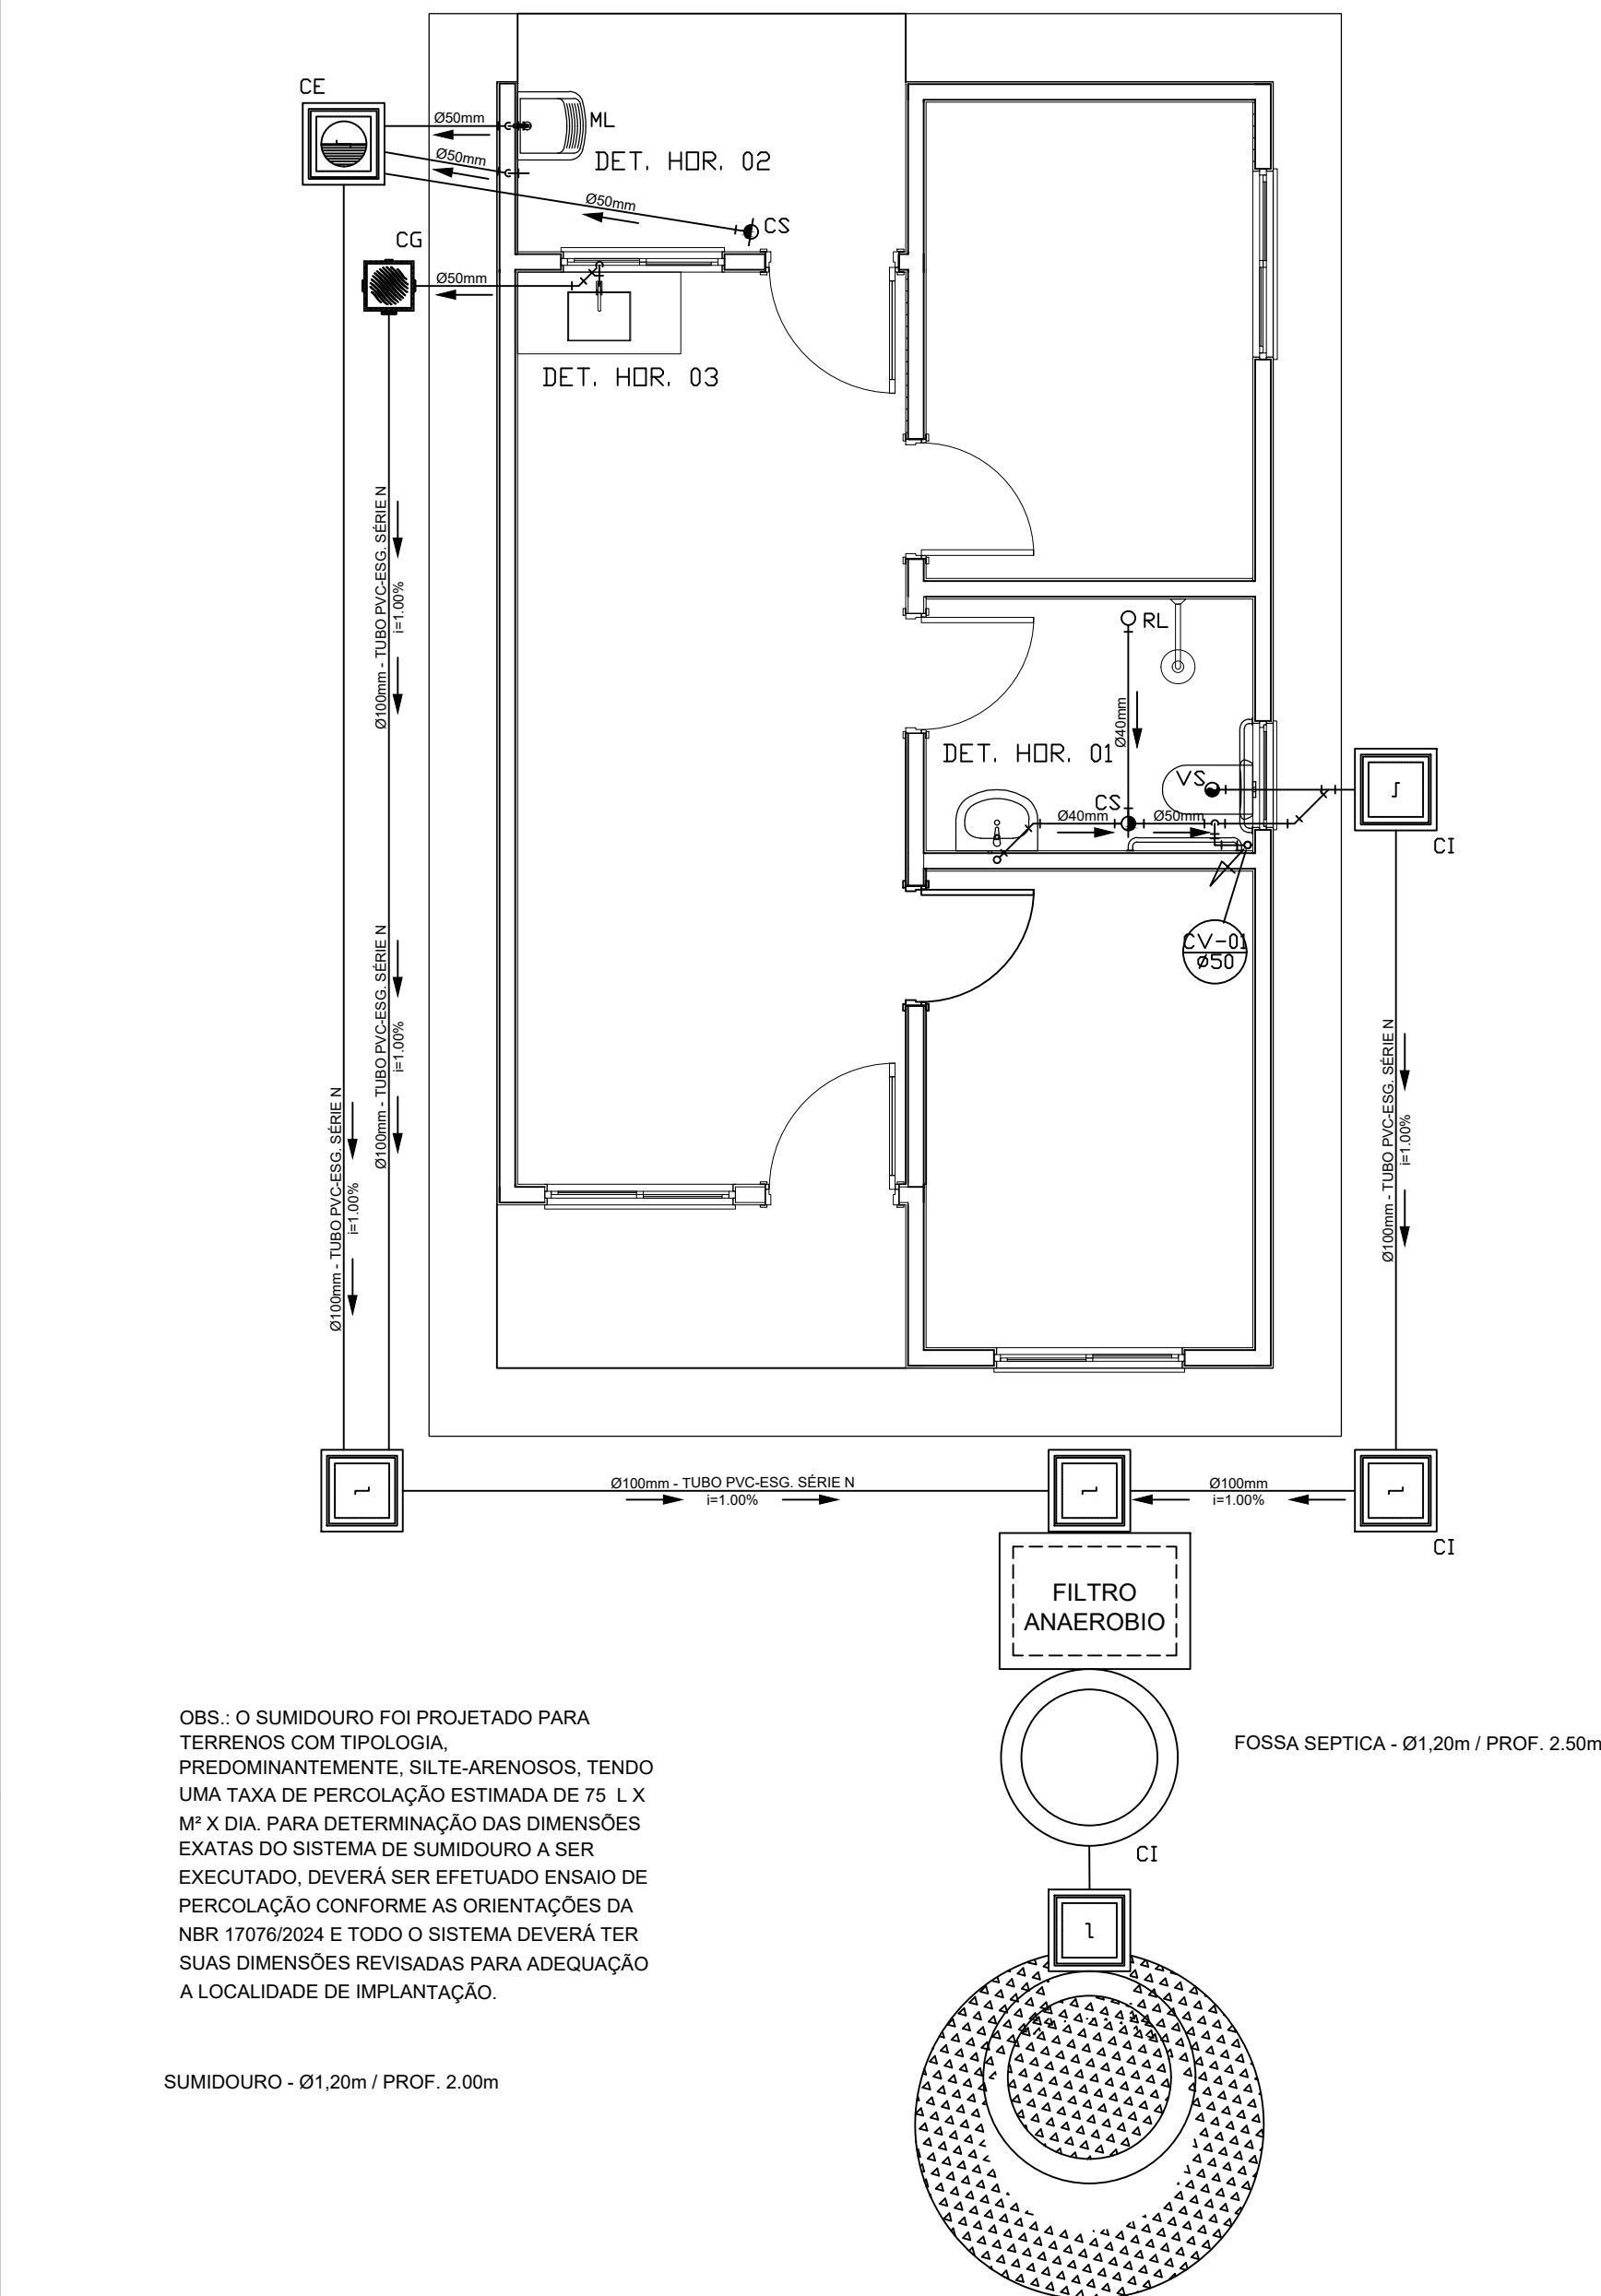 CE
Ø50mm
ML
Ø50mm
DET. HOR. 02
Ø50mm
CS
CG
Ø50mm
DET. HOR. 03
Ø100mm - TUBO PVC-ESG. SÉRIE N
i=1.00%
RL
Ø40mm
DET. HOR. 01
VS
CS
Ø40mm
Ø50mm
CI
CV-01
Ø50
Ø100mm - TUBO PVC-ESG. SÉRIE N
i=1.00%
Ø100mm - TUBO PVC-ESG. SÉRIE N
i=1.00%
Ø100mm - TUBO PVC-ESG. SÉRIE N
i=1.00%
Ø100mm - TUBO PVC-ESG. SÉRIE N
i=1.00%
Ø100mm
i=1.00%
CI
FILTRO
ANAEROBIO
OBS.: O SUMIDOURO FOI PROJETADO PARA
TERRENOS COM TIPOLOGIA,
PREDOMINANTEMENTE, SILTE-ARENOSOS, TENDO
UMA TAXA DE PERCOLAÇÃO ESTIMADA DE 75 L X
M² X DIA. PARA DETERMINAÇÃO DAS DIMENSÕES
EXATAS DO SISTEMA DE SUMIDOURO A SER
EXECUTADO, DEVERÁ SER EFETUADO ENSAIO DE
PERCOLAÇÃO CONFORME AS ORIENTAÇÕES DA
NBR 17076/2024 E TODO O SISTEMA DEVERÁ TER
SUAS DIMENSÕES REVISADAS PARA ADEQUAÇÃO
A LOCALIDADE DE IMPLANTAÇÃO.
FOSSA SEPTICA - Ø1,20m / PROF. 2.50m
CI
SUMIDOURO - Ø1,20m / PROF. 2.00m